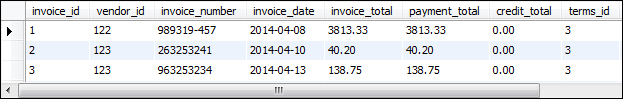 invoice_id vendor_id invoice_number invoice_date invoice_total payment_total credit_total terms_id
1 122 989319-457 2014-04-08 3813.33 3813.33 0.00 3
2 123 263253241 2014-04-10 40.20 40.20 0.00 3
3 123 963253234 2014-04-13 138.75 138.75 0.00 3